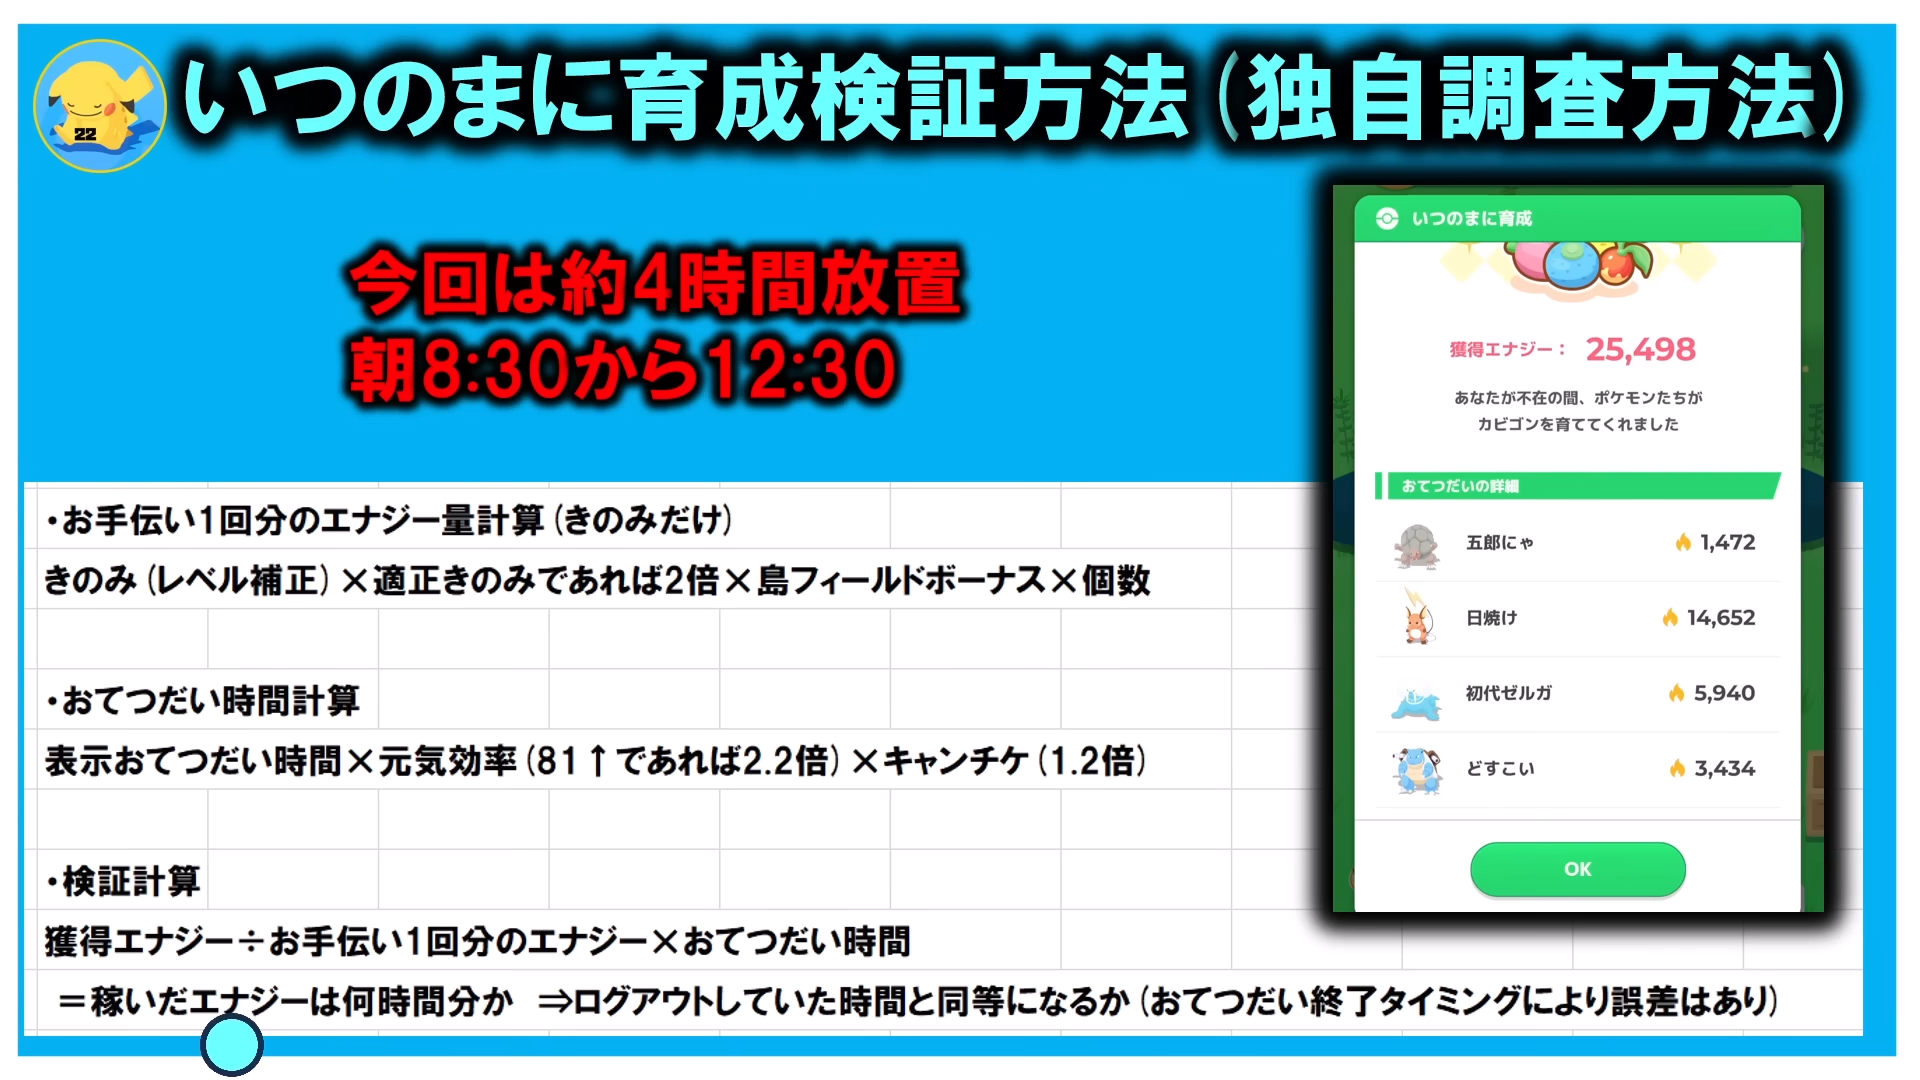 22
いつのまに育成検証方法(独自調査方法)
今回は約4時間放置
朝8:30から12:30
・お手伝い1回分のエナジー量計算(きのみだけ)
きのみ(レベル補正)×適正きのみであれば2倍×島フィールドボーナス×個数
・おてつだい時間計算
表示おてつだい時間×元気効率(81↑であれば2.2倍)×キャンチケ(1.2倍)
・検証計算
獲得エナジー÷お手伝い1回分のエナジー×おてつだい時間
＝稼いだエナジーは何時間分か ⇒ログアウトしていた時間と同等になるか(おてつだい終了タイミングにより誤差はあり)
いつのまに育成
獲得エナジー： 25,498
あなたが不在の間、ポケモンたちが
カビゴンを育ててくれました
おてつだいの詳細
五郎にゃ 1,472
日焼け 14,652
初代ゼルガ 5,940
どすこい 3,434
OK